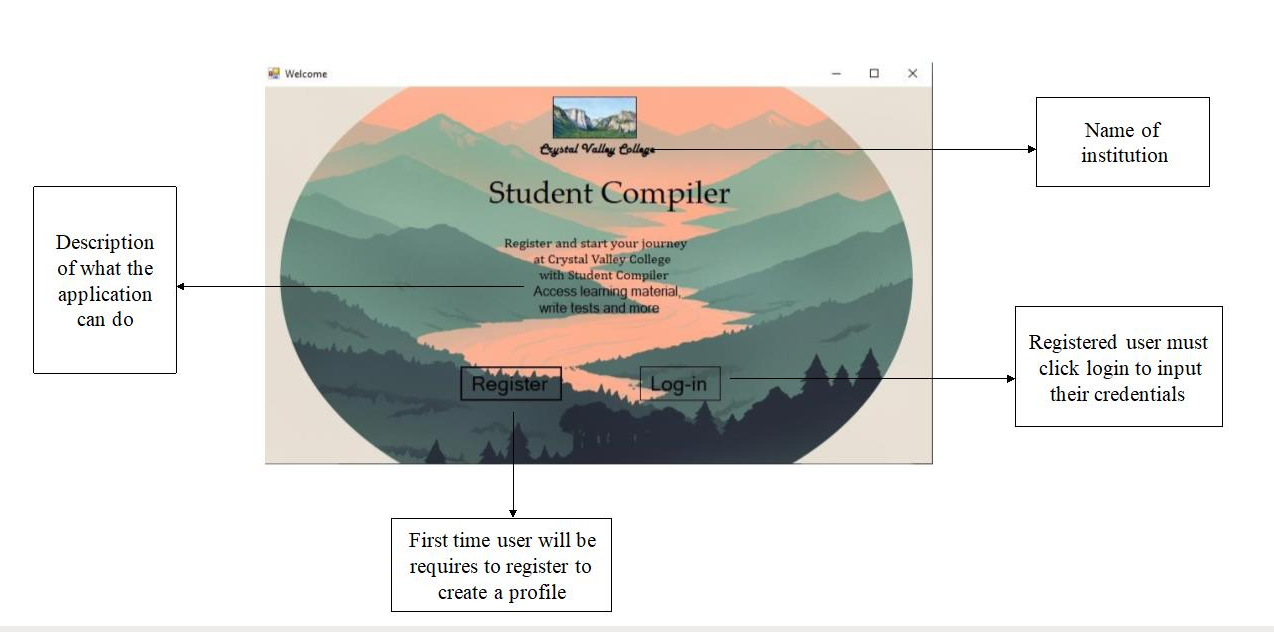 Welcome
Crystal Valley College
Name of
institution
Student Compiler
Description
of what the
application
can do
Register and start your journey
at Crystal Valley College
with Student Compiler
Access learning material,
write tests and more
Registered user must
click login to input
their credentials
Register
Log-in
First time user will be
requires to register to
create a profile